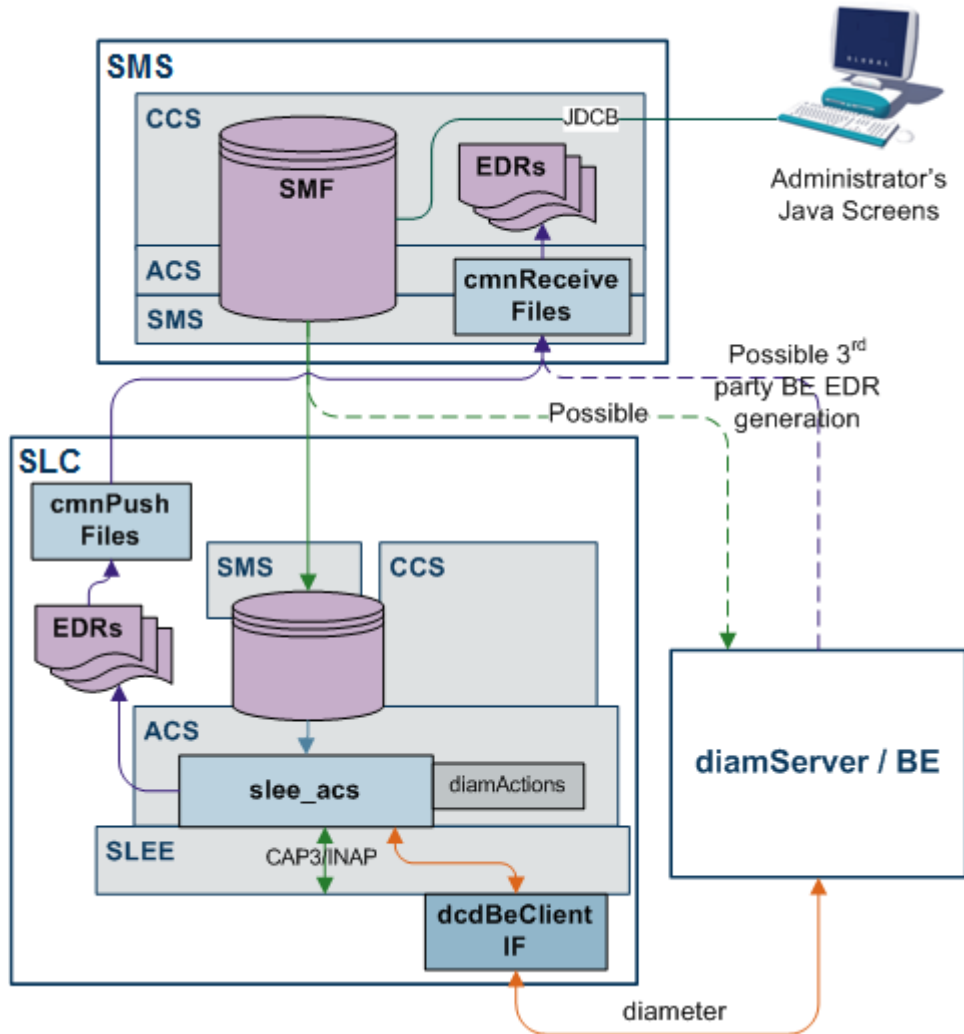 SMS
CCS
SMF
JDCB
EDRs
GLOBAL
Administrator's
Java Screens
ACS
cmnReceive
Files
SMS
Possible 3rd
party BE EDR
generation
Possible
SLC
cmnPush
Files
SMS
CCS
EDRs
ACS
slee_acs
diamActions
diamServer / BE
SLEE
CAP3/INAP
dcdBeClient
IF
diameter